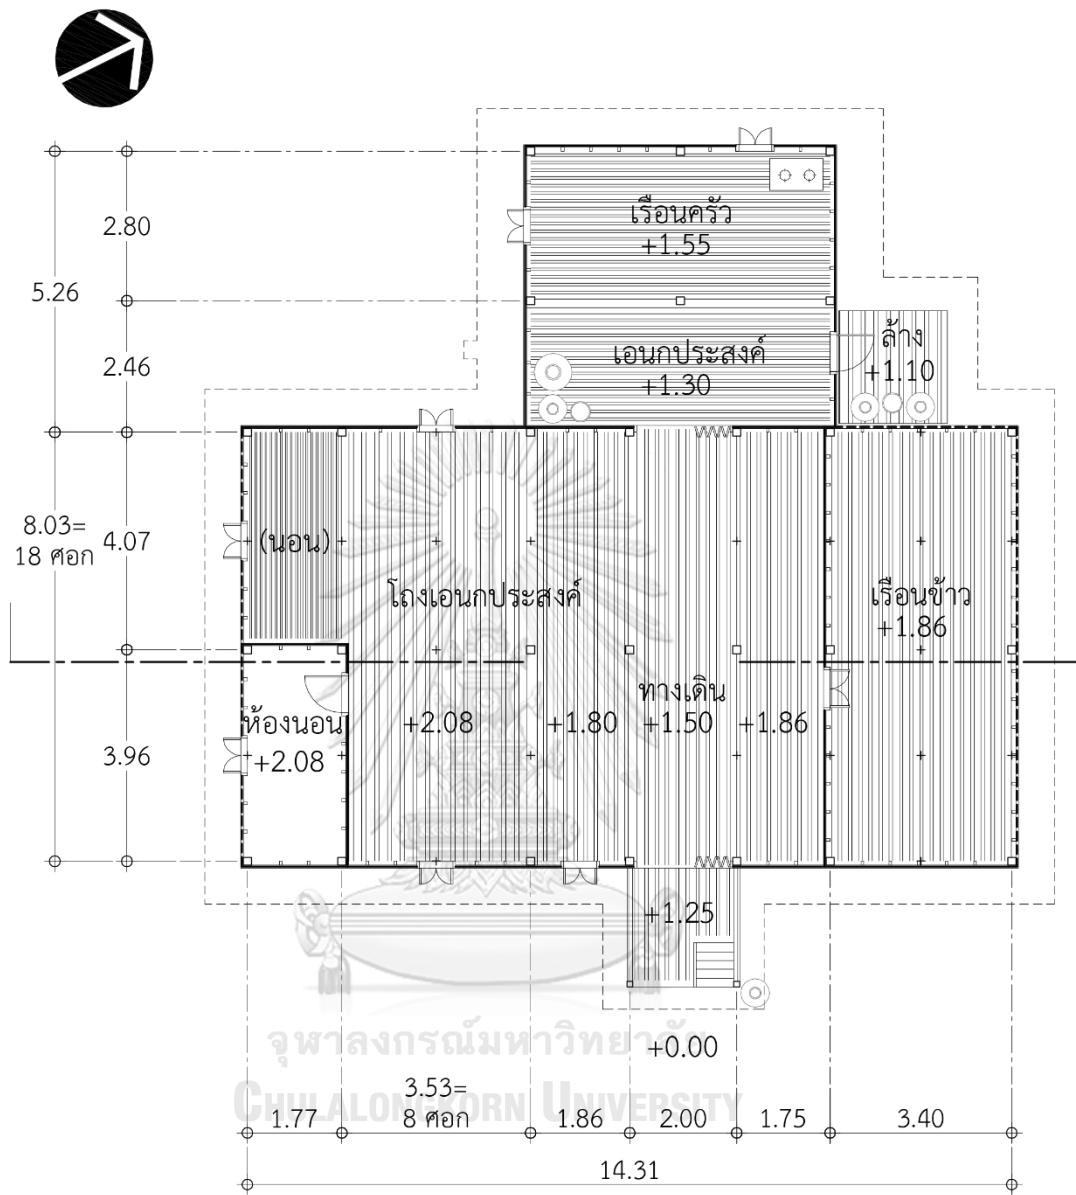 2.80
5.26
2.46
8.03=
18 ศอก
4.07
3.96
เรือนครัว
+1.55
เอนกประสงค์
+1.30
ล้าง
+1.10
(นอน)
โถงเอนกประสงค์
เรือนข้าว
+1.86
ห้องนอน
+2.08
+2.08
+1.80
ทางเดิน
+1.50
+1.86
+1.25
+0.00
จุฬาลงกรณ์มหาวิทยาลัย
CHULALONGKORN UNIVERSITY
1.77
3.53=
8 ศอก
1.86
2.00
1.75
3.40
14.31